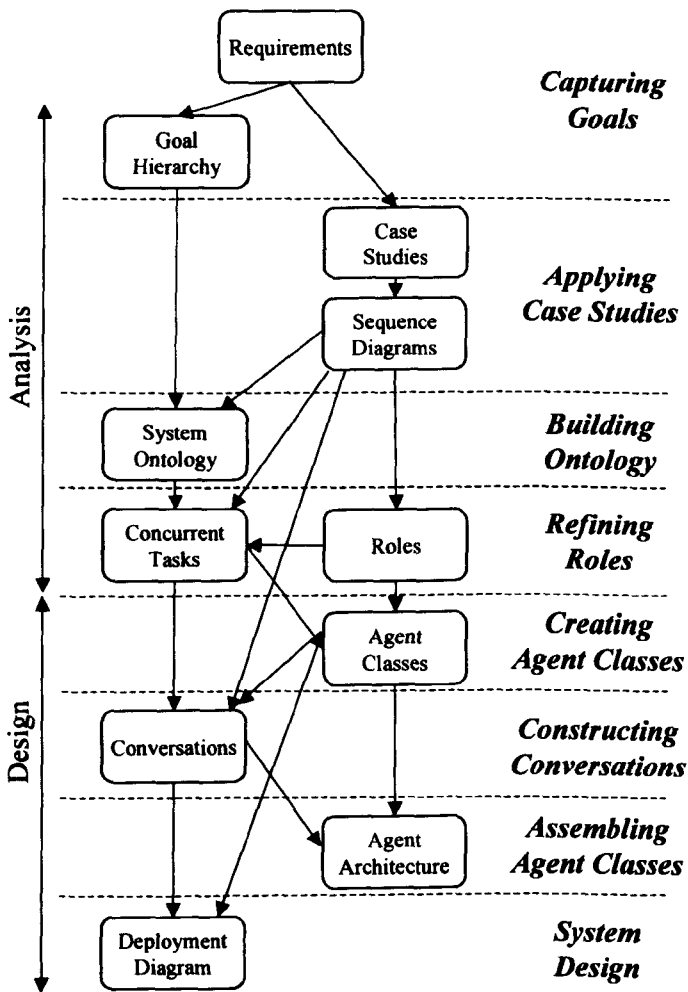 Requirements
Capturing
Goals
Goal
Hierarchy
Case
Studies
Applying
Case Studies
Sequence
Diagrams
Analysis
System
Ontology
Building
Ontology
Concurrent
Tasks
Roles
Refining
Roles
Agent
Classes
Creating
Agent Classes
Design
Conversations
Constructing
Conversations
Agent
Architecture
Assembling
Agent Classes
Deployment
Diagram
System
Design